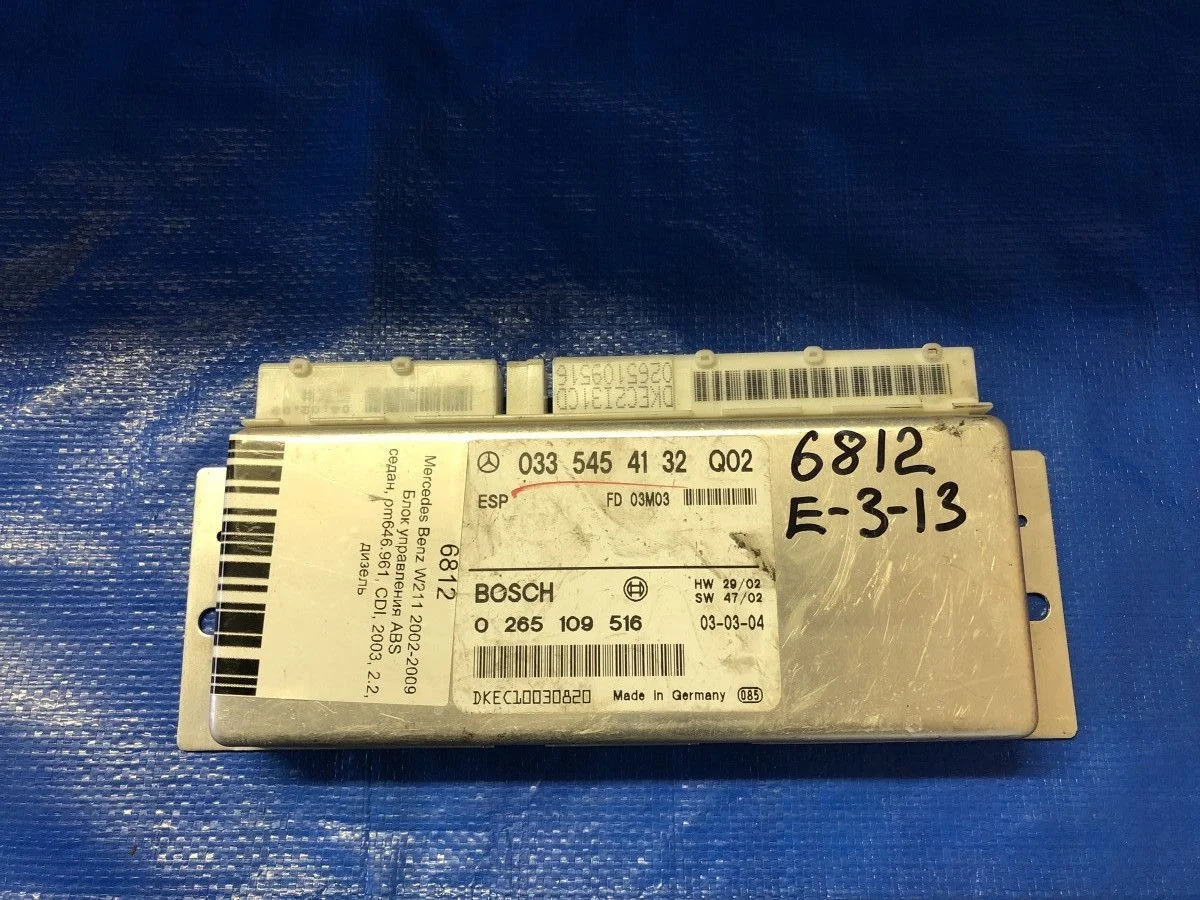 0265109516
DKEC2I31CD
033 545 41 32 Q02
ESP
FD 03M03
BOSCH
HW 29/02
SW 47/02
0 265 109 516
03-03-04
DKEC10030820
Made in Germany
085
6812
E-3-13
6812
Mercedes Benz W211 2002-2009
Блок управления ABS
седан, рm646.961, CDI, 2003, 2.2,
дизель